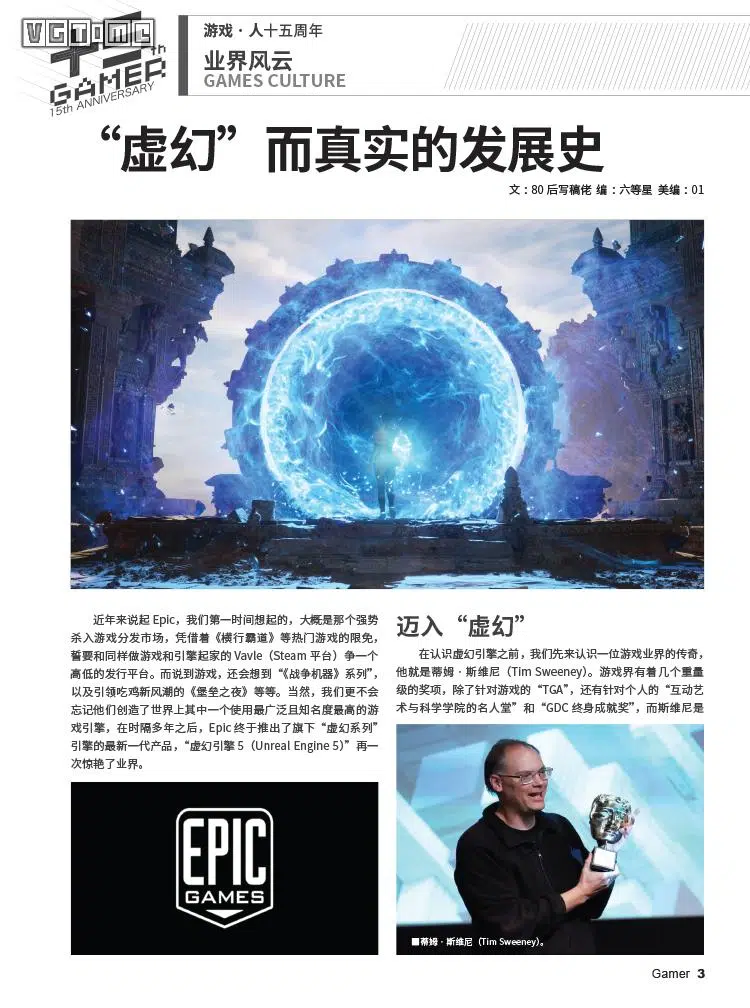 VGTIME
十五th
GAMER
15th ANNIVERSARY
游戏·人十五周年
业界风云
GAMES CULTURE
“虚幻”而真实的发展史
文：80 后写稿佬 编：六等星 美编：01
近年来说起 Epic，我们第一时间想起的，大概是那个强势
杀入游戏分发市场，凭借着《横行霸道》等热门游戏的限免，
誓要和同样做游戏和引擎起家的 Vavle（Steam 平台）争一个
高低的发行平台。而说到游戏，还会想到“《战争机器》系列”，
以及引领吃鸡新风潮的《堡垒之夜》等等。当然，我们更不会
忘记他们创造了世界上其中一个使用最广泛且知名度最高的游
戏引擎，在时隔多年之后，Epic 终于推出了旗下“虚幻系列”
引擎的最新一代产品，“虚幻引擎 5（Unreal Engine 5）”再一
次惊艳了业界。
EPIC
GAMES
迈入“虚幻”
在认识虚幻引擎之前，我们先来认识一位游戏业界的传奇，
他就是蒂姆·斯维尼（Tim Sweeney）。游戏界有着几个重量
级的奖项，除了针对游戏的“TGA”，还有针对个人的“互动艺
术与科学学院的名人堂”和“GDC 终身成就奖”，而斯维尼是
■蒂姆·斯维尼（Tim Sweeney）。
Gamer 3